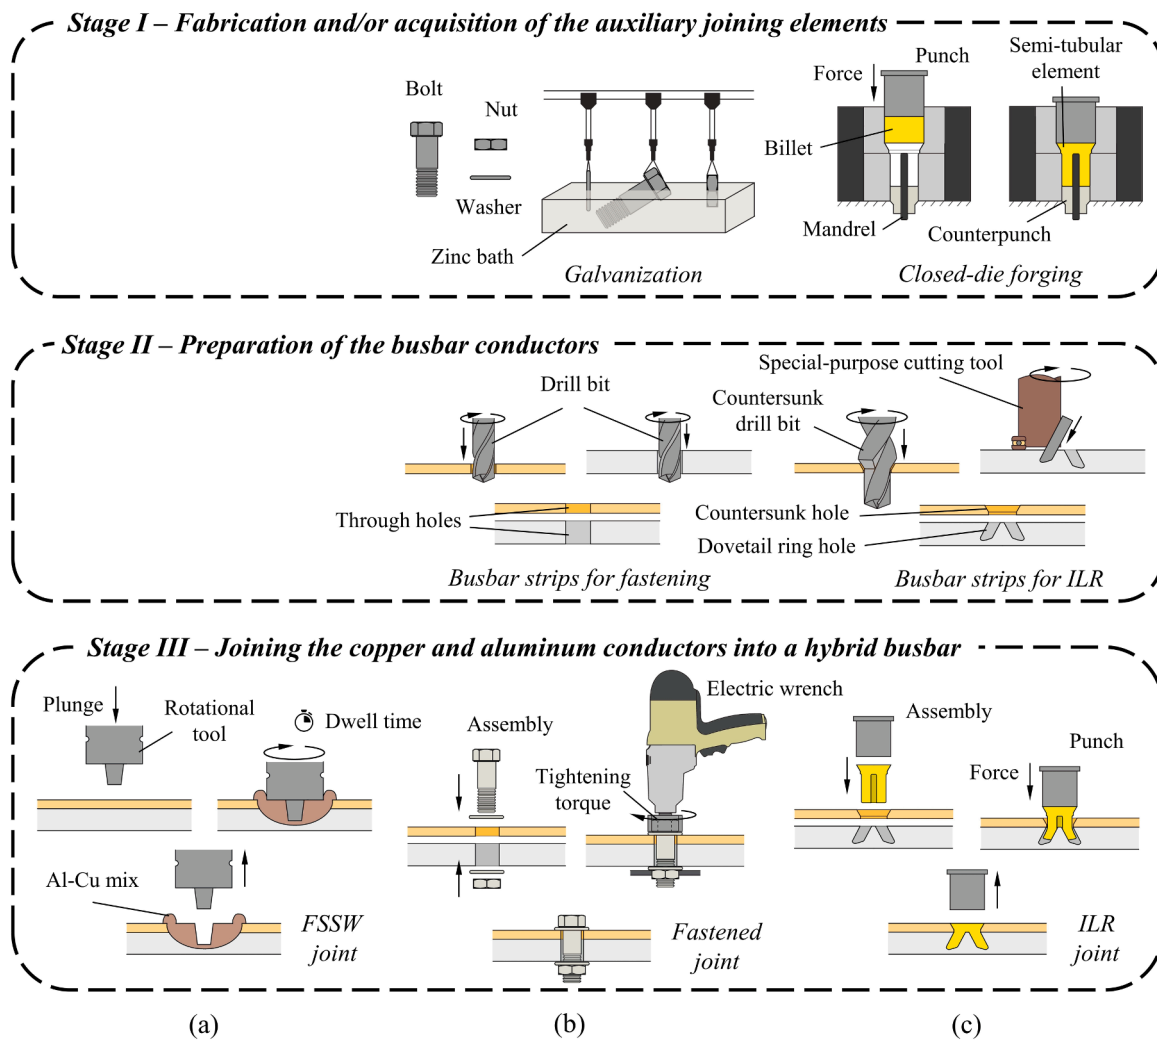 Stage I – Fabrication and/or acquisition of the auxiliary joining elements
Bolt
Nut
Washer
Zinc bath
Galvanization
Force
Punch
Semi-tubular
element
Billet
Mandrel
Counterpunch
Closed-die forging
Stage II – Preparation of the busbar conductors
Drill bit
Through holes
Busbar strips for fastening
Special-purpose cutting tool
Countersunk
drill bit
Countersunk hole
Dovetail ring hole
Busbar strips for ILR
Stage III – Joining the copper and aluminum conductors into a hybrid busbar
Plunge
Rotational
tool
Dwell time
Al-Cu mix
FSSW
joint
Assembly
Electric wrench
Tightening
torque
Fastened
joint
Assembly
Punch
Force
ILR
joint
(a)
(b)
(c)